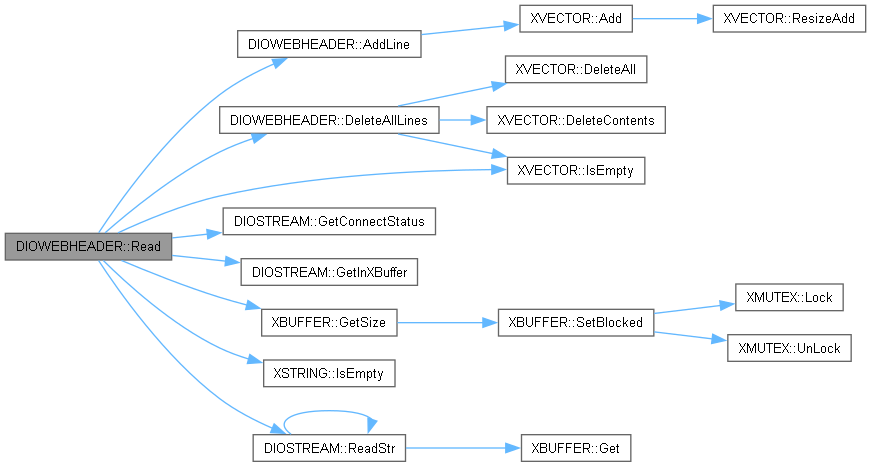 XVECTOR::Add
XVECTOR::ResizeAdd
DIOWEBHEADER::AddLine
XVECTOR::DeleteAll
DIOWEBHEADER::DeleteAllLines
XVECTOR::DeleteContents
XVECTOR::IsEmpty
DIOSTREAM::GetConnectStatus
DIOWEBHEADER::Read
DIOSTREAM::GetInXBuffer
XMUTEX::Lock
XBUFFER::GetSize
XBUFFER::SetBlocked
XMUTEX::UnLock
XSTRING::IsEmpty
DIOSTREAM::ReadStr
XBUFFER::Get